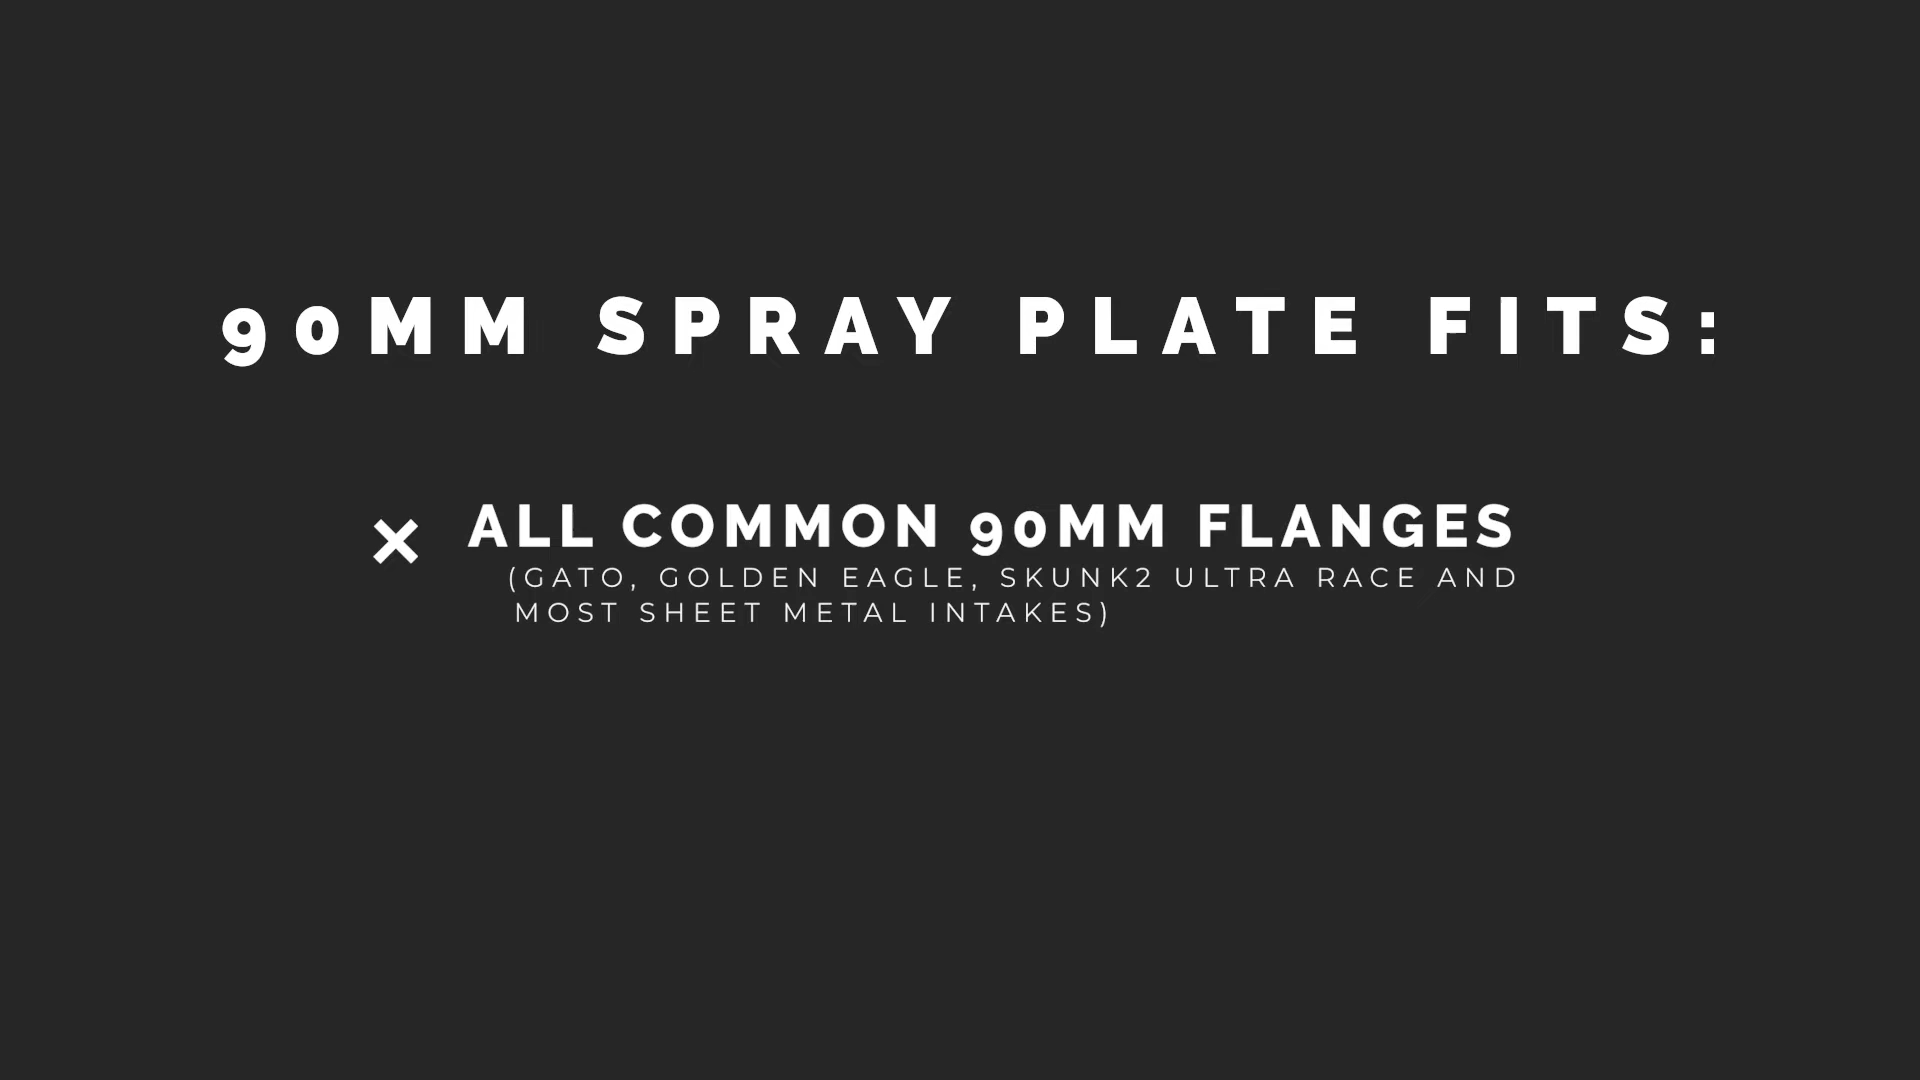 90MM SPRAY PLATE FITS:
× ALL COMMON 90MM FLANGES
(GATO, GOLDEN EAGLE, SKUNK2 ULTRA RACE AND
MOST SHEET METAL INTAKES)